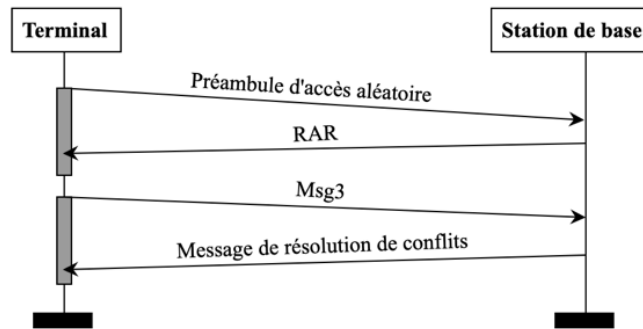 Terminal
Station de base
Préambule d'accès aléatoire
RAR
Msg3
Message de résolution de conflits